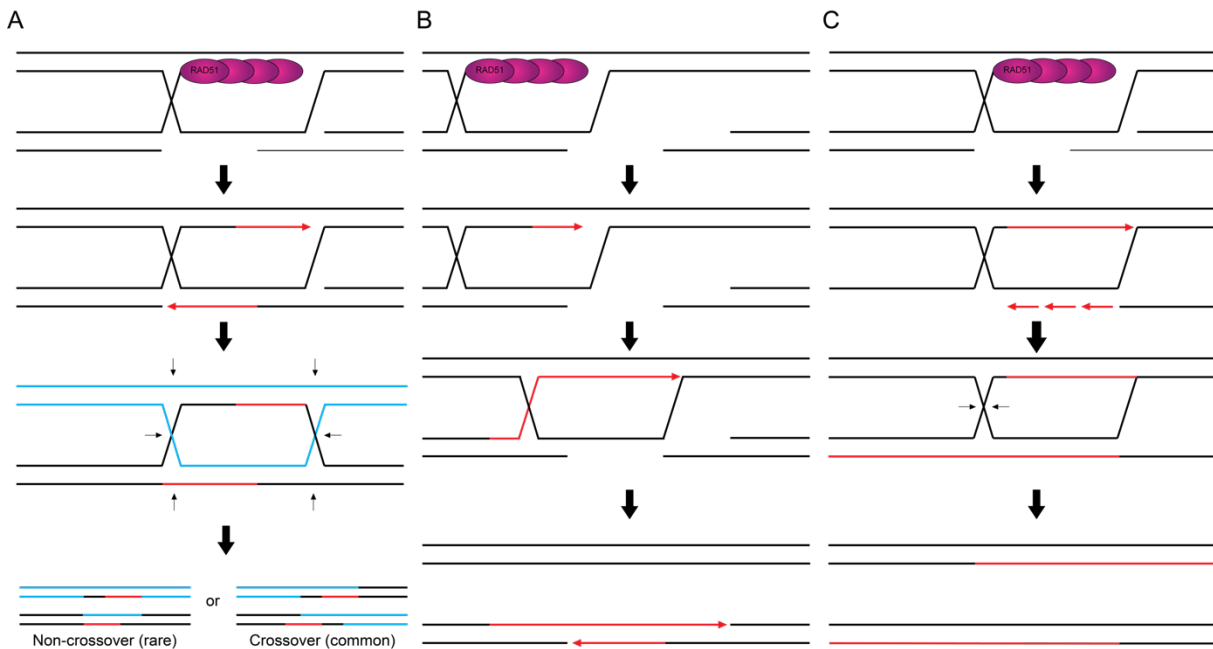 A
B
C
RAD51
RAD51
RAD51
or
Non-crossover (rare)
Crossover (common)